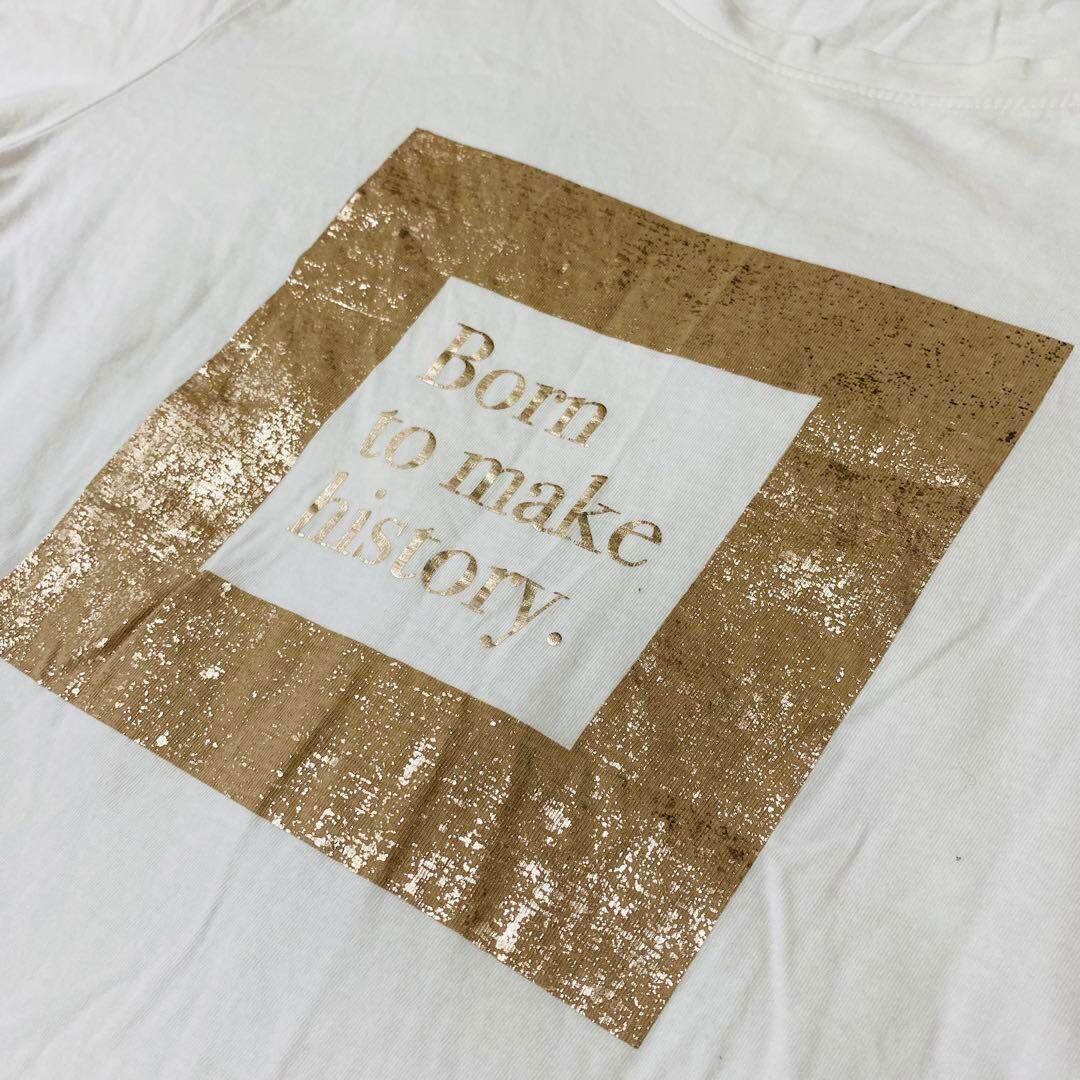 Born
to make
history.